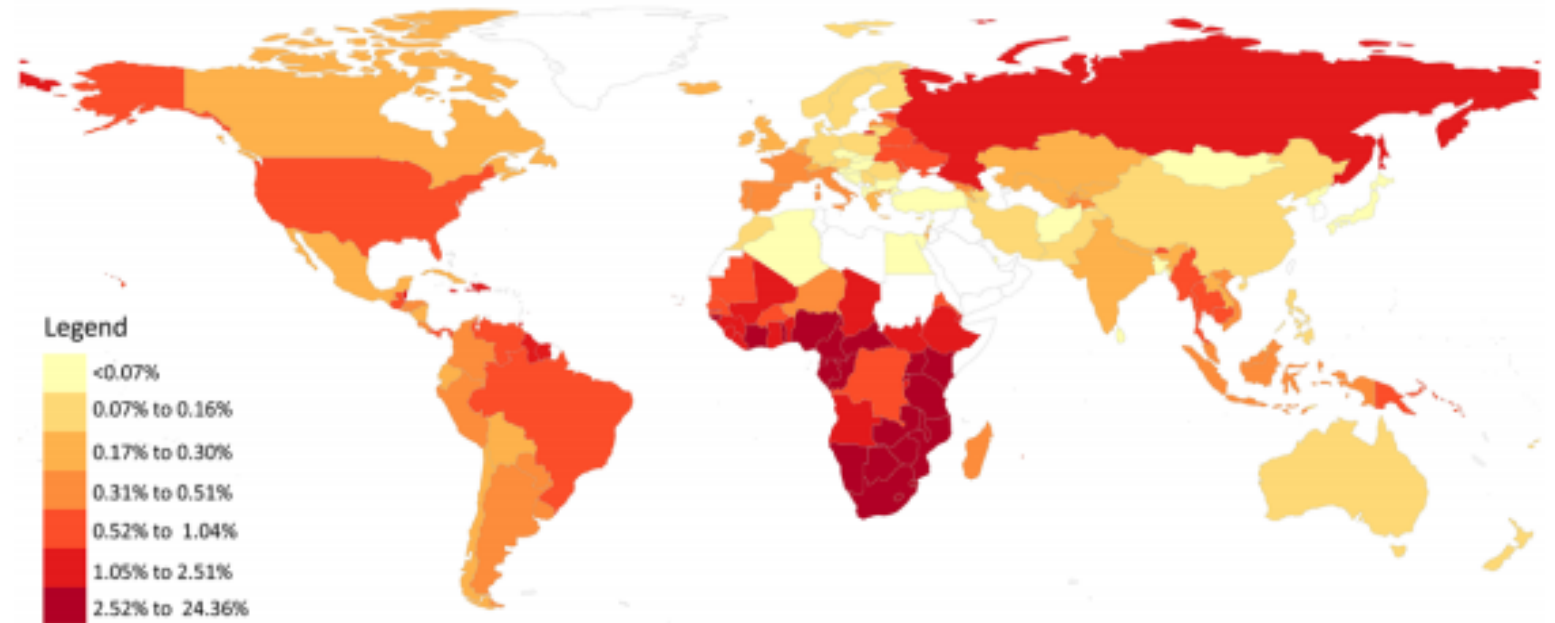 Legend
<0.07%
0.07% to 0.16%
0.17% to 0.30%
0.31% to 0.51%
0.52% to 1.04%
1.05% to 2.51%
2.52% to 24.36%